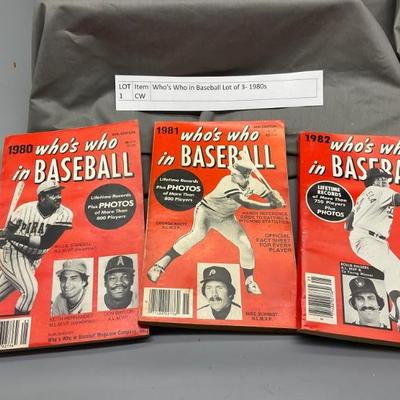 LOT Item Who's Who in Baseball Lot of 3- 1980s
1 CW
1980 who's who
in BASEBALL
Lifetime Records
Plus PHOTOS
of More Than
800 Players
WILLIE STARGELL
KEITH HERNANDEZ
DON BAYLOR
A.L. M.V.P.
Who's Who in Baseball Magazine Company
1981
who's who
in BASEBALL
Lifetime Records
Plus PHOTOS
of More Than
800 Players
GEORGE BRETT
A.L. M.V.P.
HANDY REFERENCE
GUIDE TO BATTING &
PITCHING STATISTICS
OFFICIAL
FACT SHEET
FOR EVERY
PLAYER
MIKE SCHMIDT
N.L. M.V.P.
1982
who's wh
in BASEB
LIFETIME RECORDS
of More Than
750 Players
Plus PHOTOS
ROLLIE FINGERS